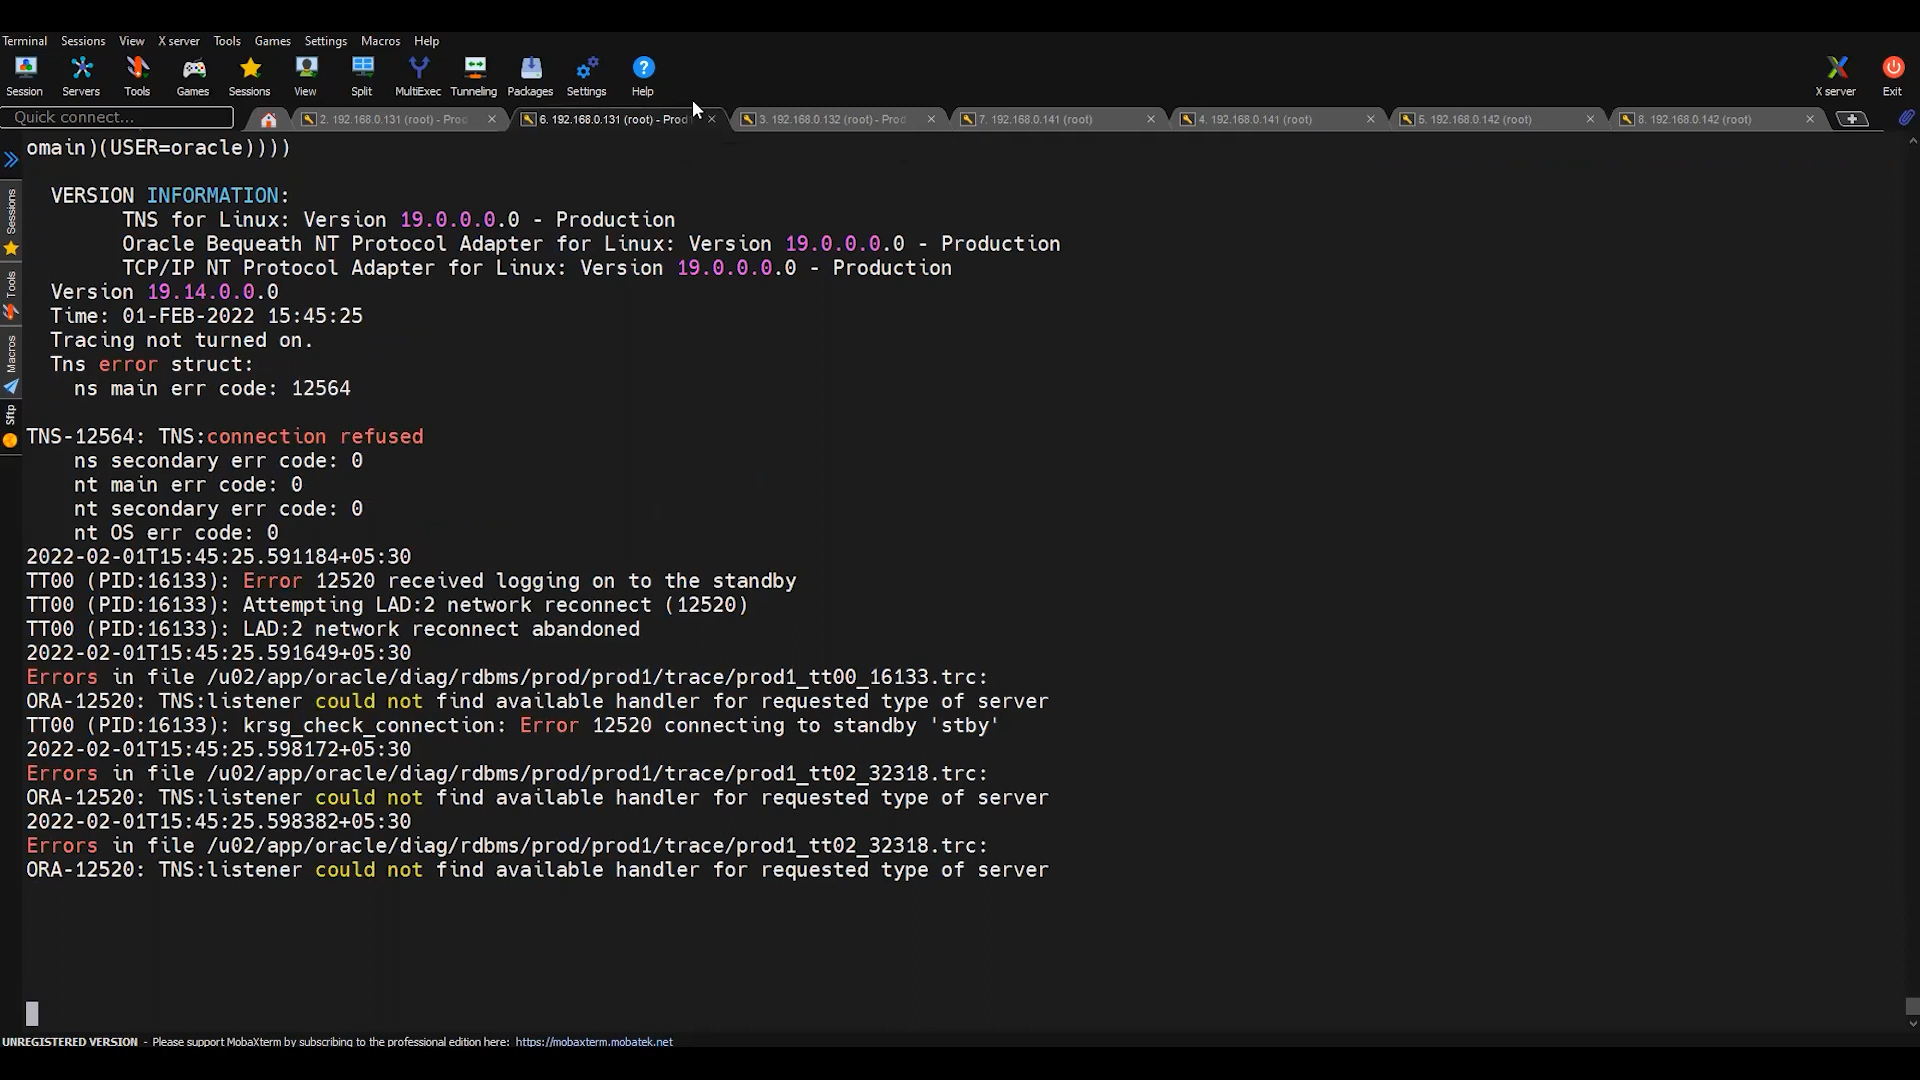 Terminal Sessions View X server Tools Games Settings Macros Help
Session Servers Tools Games Sessions View Split MultiExec Tunneling Packages Settings Help X server Exit
Quick connect... 2. 192.168.0.131 (root) - Prod 6. 192.168.0.131 (root) - Prod 3. 192.168.0.132 (root) - Prod 7. 192.168.0.141 (root) 4. 192.168.0.141 (root) 5. 192.168.0.142 (root) 8. 192.168.0.142 (root)
Sessions
Tools
Macros
Sftp
omain)(USER=oracle))))
VERSION INFORMATION:
TNS for Linux: Version 19.0.0.0.0 - Production
Oracle Bequeath NT Protocol Adapter for Linux: Version 19.0.0.0.0 - Production
TCP/IP NT Protocol Adapter for Linux: Version 19.0.0.0.0 - Production
Version 19.14.0.0.0
Time: 01-FEB-2022 15:45:25
Tracing not turned on.
Tns error struct:
ns main err code: 12564
TNS-12564: TNS:connection refused
ns secondary err code: 0
nt main err code: 0
nt secondary err code: 0
nt OS err code: 0
2022-02-01T15:45:25.591184+05:30
TT00 (PID:16133): Error 12520 received logging on to the standby
TT00 (PID:16133): Attempting LAD:2 network reconnect (12520)
TT00 (PID:16133): LAD:2 network reconnect abandoned
2022-02-01T15:45:25.591649+05:30
Errors in file /u02/app/oracle/diag/rdbms/prod/prod1/trace/prod1_tt00_16133.trc:
ORA-12520: TNS:listener could not find available handler for requested type of server
TT00 (PID:16133): krsg_check_connection: Error 12520 connecting to standby 'stby'
2022-02-01T15:45:25.598172+05:30
Errors in file /u02/app/oracle/diag/rdbms/prod/prod1/trace/prod1_tt02_32318.trc:
ORA-12520: TNS:listener could not find available handler for requested type of server
2022-02-01T15:45:25.598382+05:30
Errors in file /u02/app/oracle/diag/rdbms/prod/prod1/trace/prod1_tt02_32318.trc:
ORA-12520: TNS:listener could not find available handler for requested type of server
UNREGISTERED VERSION - Please support MobaXterm by subscribing to the professional edition here: https://mobaxterm.mobatek.net